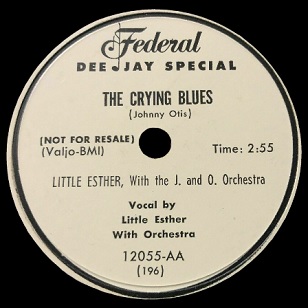 Federal
DEE JAY SPECIAL
THE CRYING BLUES
(Johnny Otis)
(NOT FOR RESALE)
(Valjo-BMI)
Time: 2:55
LITTLE ESTHER, With the J. and O. Orchestra
Vocal by
Little Esther
With Orchestra
12055-AA
(196)